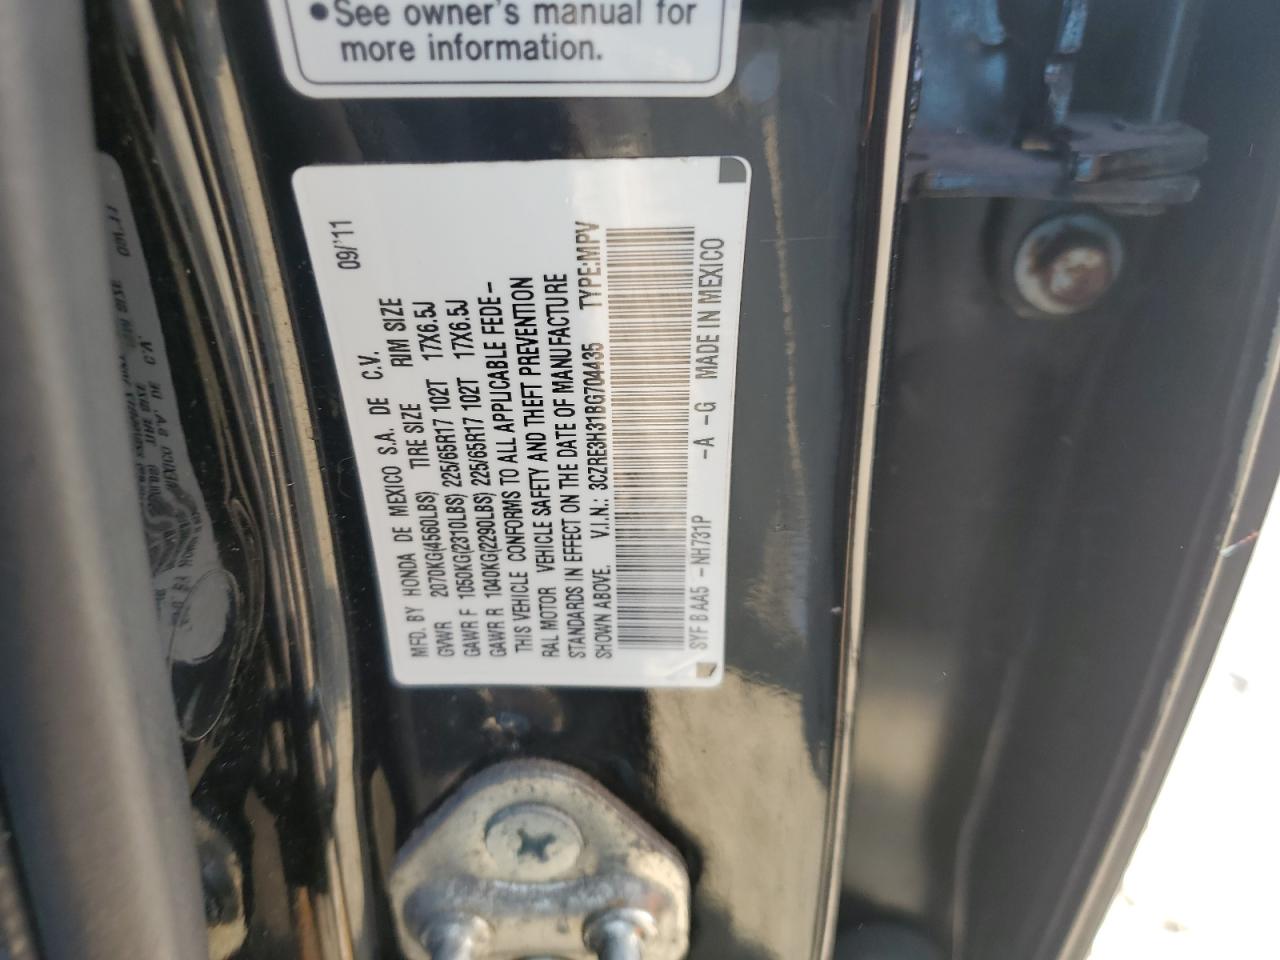 •See owner's manual for
more information.
09/'11
MFD. BY HONDA DE MEXICO S.A. DE C.V.
GVWR 2070KG(4560LBS) TIRE SIZE RIM SIZE
GAWR F 1050KG(2310LBS) 225/65R17 102T 17X6.5J
GAWR R 1040KG(2290LBS) 225/65R17 102T 17X6.5J
THIS VEHICLE CONFORMS TO ALL APPLICABLE FEDE-
RAL MOTOR VEHICLE SAFETY AND THEFT PREVENTION
STANDARDS IN EFFECT ON THE DATE OF MANUFACTURE
SHOWN ABOVE. V.I.N.: 3CZRE3H31BG704435 TYPE:MPV
SYF B AA5 -NH731P -A -G MADE IN MEXICO